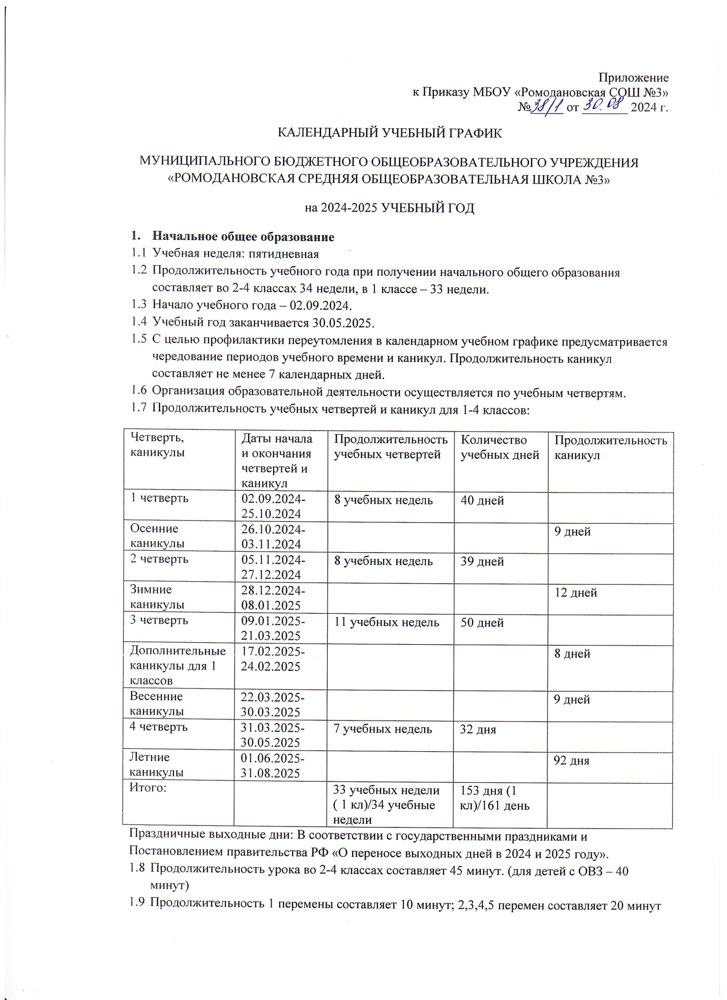 Приложение
к Приказу МБОУ «Ромодановская СОШ №3»
№ 38/1 от 30.08 2024 г.
КАЛЕНДАРНЫЙ УЧЕБНЫЙ ГРАФИК
МУНИЦИПАЛЬНОГО БЮДЖЕТНОГО ОБЩЕОБРАЗОВАТЕЛЬНОГО УЧРЕЖДЕНИЯ
«РОМОДАНОВСКАЯ СРЕДНЯЯ ОБЩЕОБРАЗОВАТЕЛЬНАЯ ШКОЛА №3»
на 2024-2025 УЧЕБНЫЙ ГОД
1. Начальное общее образование
1.1 Учебная неделя: пятидневная
1.2 Продолжительность учебного года при получении начального общего образования
составляет во 2-4 классах 34 недели, в 1 классе – 33 недели.
1.3 Начало учебного года – 02.09.2024.
1.4 Учебный год заканчивается 30.05.2025.
1.5 С целью профилактики переутомления в календарном учебном графике предусматривается
чередование периодов учебного времени и каникул. Продолжительность каникул
составляет не менее 7 календарных дней.
1.6 Организация образовательной деятельности осуществляется по учебным четвертям.
1.7 Продолжительность учебных четвертей и каникул для 1-4 классов:
Четверть,
каникулы
Даты начала
и окончания
четвертей и
каникул
Продолжительность
учебных четвертей
Количество
учебных дней
Продолжительность
каникул
1 четверть
02.09.2024-
25.10.2024
8 учебных недель
40 дней
Осенние
каникулы
26.10.2024-
03.11.2024
9 дней
2 четверть
05.11.2024-
27.12.2024
8 учебных недель
39 дней
Зимние
каникулы
28.12.2024-
08.01.2025
12 дней
3 четверть
09.01.2025-
21.03.2025
11 учебных недель
50 дней
Дополнительные
каникулы для 1
классов
17.02.2025-
24.02.2025
8 дней
Весенние
каникулы
22.03.2025-
30.03.2025
9 дней
4 четверть
31.03.2025-
30.05.2025
7 учебных недель
32 дня
Летние
каникулы
01.06.2025-
31.08.2025
92 дня
Итого:
33 учебных недели
( 1 кл)/34 учебные
недели
153 дня (1
кл)/161 день
Праздничные выходные дни: В соответствии с государственными праздниками и
Постановлением правительства РФ «О переносе выходных дней в 2024 и 2025 году».
1.8 Продолжительность урока во 2-4 классах составляет 45 минут. (для детей с ОВЗ – 40
минут)
1.9 Продолжительность 1 перемены составляет 10 минут; 2,3,4,5 перемен составляет 20 минут